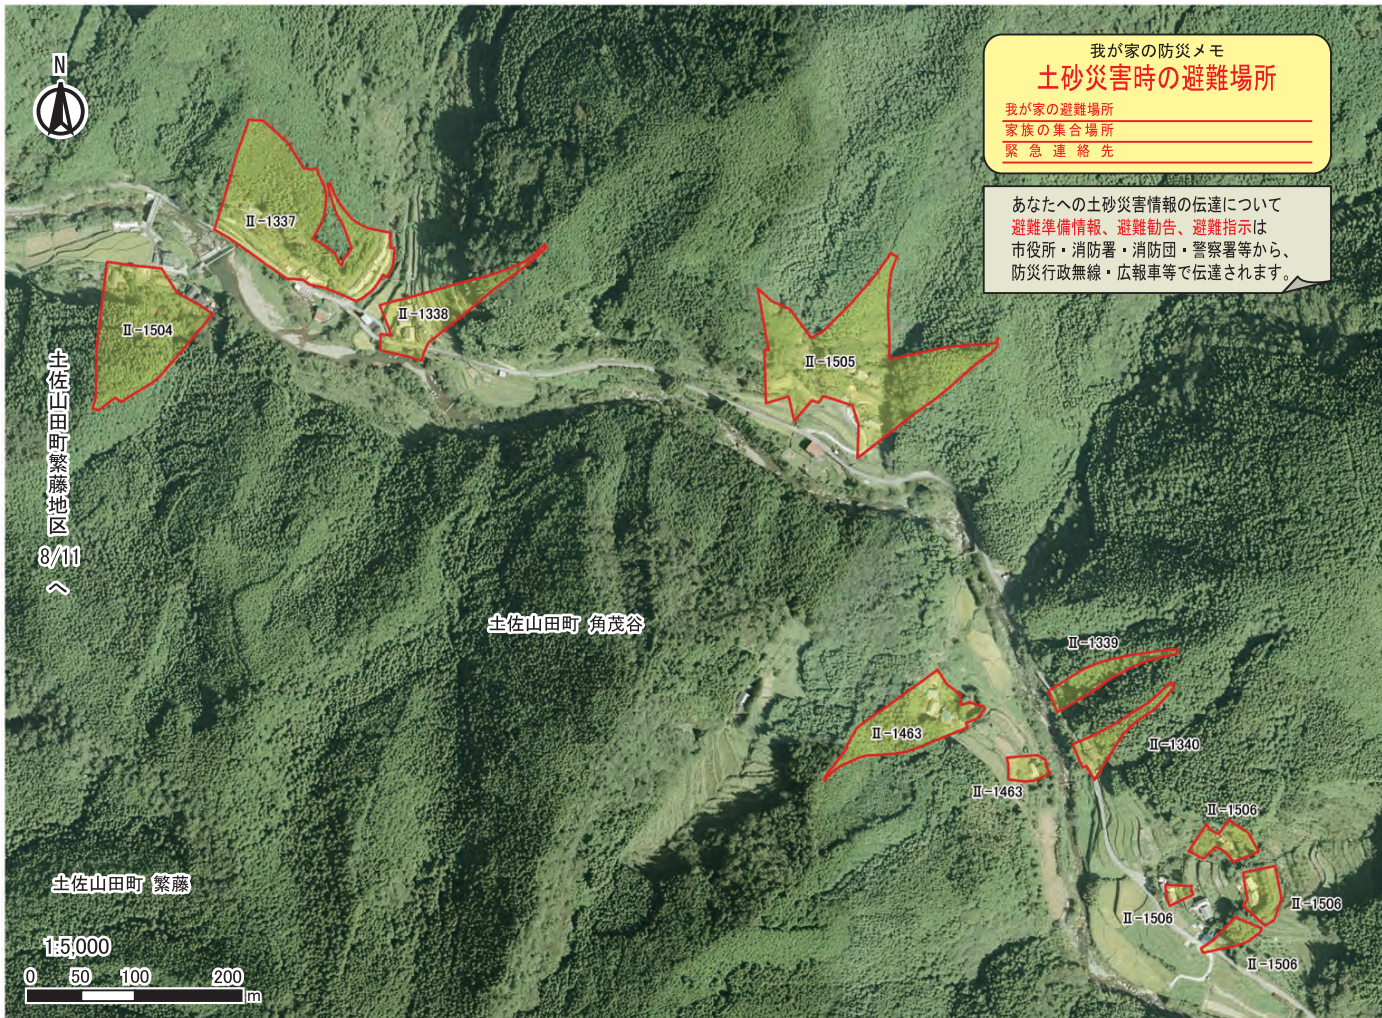 N
我が家の防災メモ
土砂災害時の避難場所
我が家の避難場所
家族の集合場所
緊急連絡先
あなたへの土砂災害情報の伝達について
避難準備情報、避難勧告、避難指示は
市役所・消防署・消防団・警察署等から、
防災行政無線・広報車等で伝達されます。
Ⅱ-1337
Ⅱ-1338
Ⅱ-1504
Ⅱ-1505
土佐山田町繁藤地区
8/11
へ
土佐山田町 角茂谷
Ⅱ-1339
Ⅱ-1463
Ⅱ-1340
Ⅱ-1463
Ⅱ-1506
Ⅱ-1506
Ⅱ-1506
Ⅱ-1506
土佐山田町 繁藤
1:5,000
0 50 100 200
m